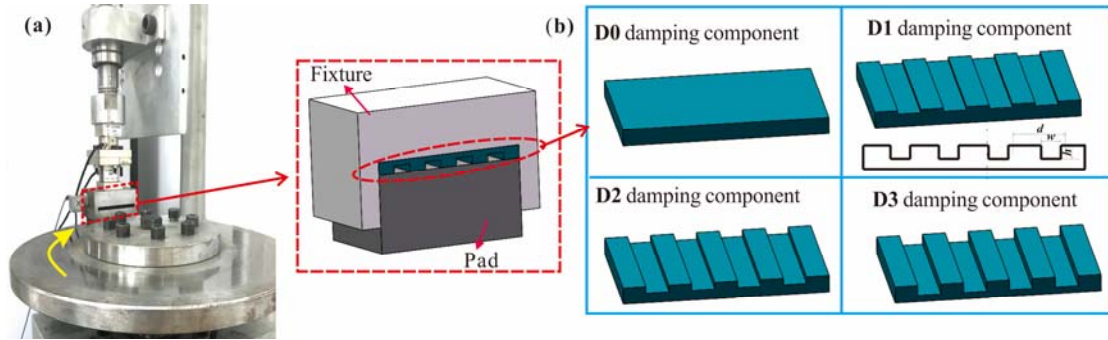 (a)
Fixture
Pad
(b)
D0 damping component
D1 damping component
d
w
h
D2 damping component
D3 damping component